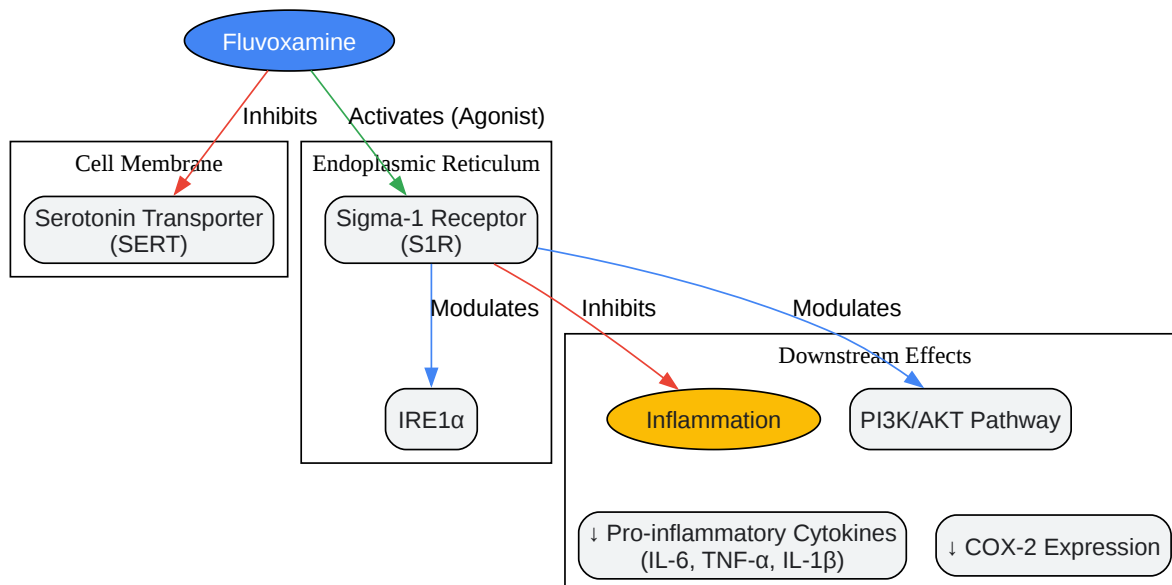 Fluvoxamine
Inhibits
Activates (Agonist)
Cell Membrane
Endoplasmic Reticulum
Serotonin Transporter
(SERT)
Sigma-1 Receptor
(S1R)
Modulates
Inhibits
Modulates
Downstream Effects
IRE1α
Inflammation
PI3K/AKT Pathway
↓ Pro-inflammatory Cytokines
(IL-6, TNF-α, IL-1β)
↓ COX-2 Expression